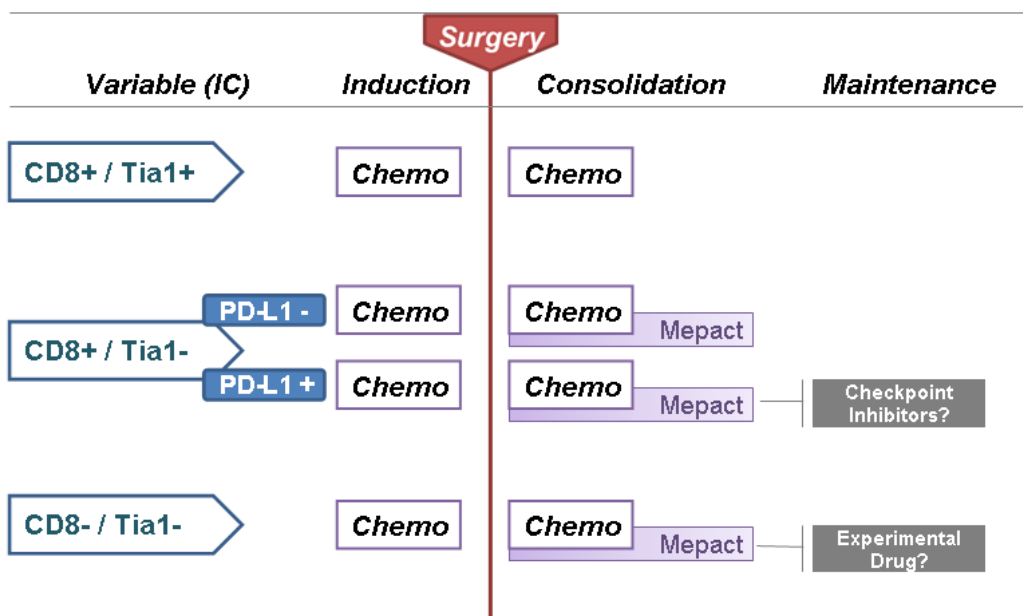 Surgery
Variable (IC) Induction Consolidation Maintenance
CD8+ / Tia1+ Chemo Chemo
PD-L1 - Chemo Chemo
Mepact
CD8+ / Tia1-
PD-L1 + Chemo Chemo
Mepact
Checkpoint
Inhibitors?
CD8- / Tia1- Chemo Chemo
Mepact
Experimental
Drug?